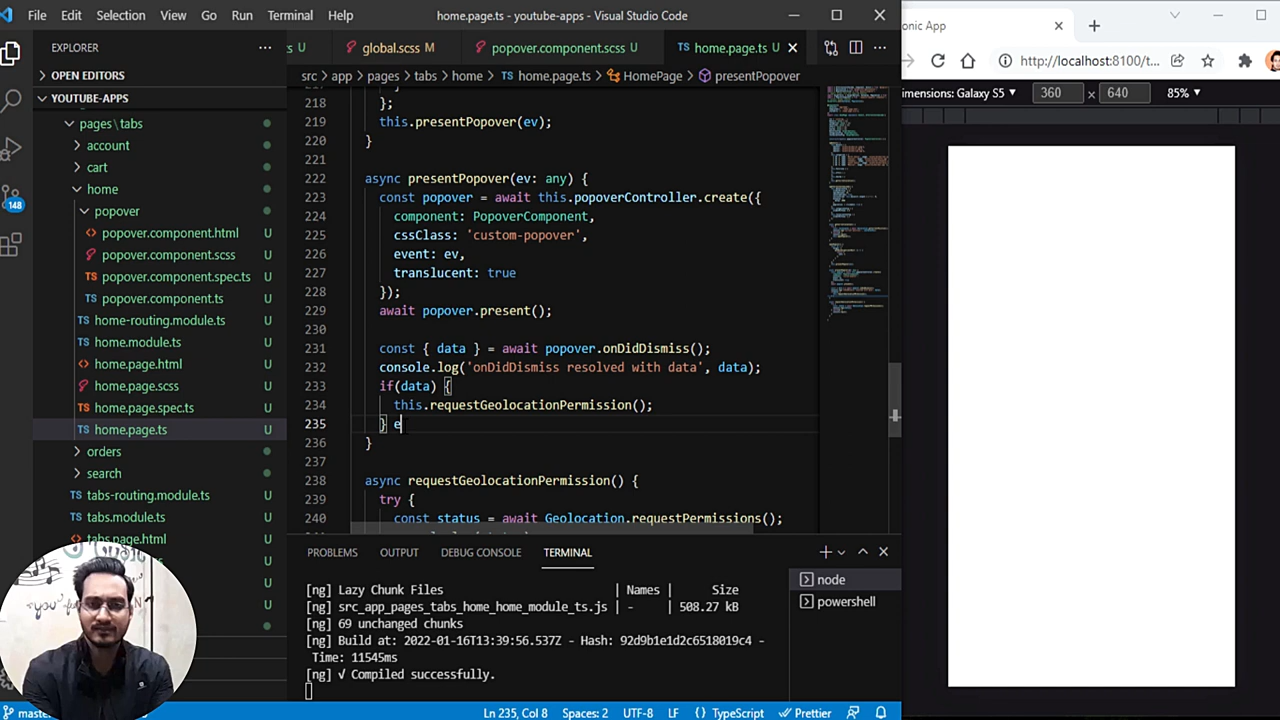 File Edit Selection View Go Run Terminal Help
home.page.ts - youtube-apps - Visual Studio Code
EXPLORER
OPEN EDITORS
YOUTUBE-APPS
pages\tabs
account
cart
home
popover
popover.component.html U
popover.component.scss U
popover.component.spec.ts U
popover.component.ts U
home-routing.module.ts U
home.module.ts U
home.page.html U
home.page.scss U
home.page.spec.ts U
home.page.ts U
orders
search
tabs-routing.module.ts U
tabs.module.ts U
tabs.page.html U
U
U
U
U
148
ts U global.scss M popover.component.scss U TS home.page.ts U
src > app > pages > tabs > home > TS home.page.ts > HomePage > presentPopover
218 };
219 this.presentPopover(ev);
220 }
221
222 async presentPopover(ev: any) {
223 const popover = await this.popoverController.create({
224 component: PopoverComponent,
225 cssClass: 'custom-popover',
226 event: ev,
227 translucent: true
228 });
229 await popover.present();
230
231 const { data } = await popover.onDidDismiss();
232 console.log('onDidDismiss resolved with data', data);
233 if(data) {
234 this.requestGeolocationPermission();
235 } e
236 }
237
238 async requestGeolocationPermission() {
239 try {
240 const status = await Geolocation.requestPermissions();
PROBLEMS OUTPUT DEBUG CONSOLE TERMINAL
[ng] Lazy Chunk Files | Names | Size
[ng] src_app_pages_tabs_home_home_module_ts.js | - | 508.27 kB
[ng] 69 unchanged chunks
[ng] Build at: 2022-01-16T13:39:56.537Z - Hash: 92d9b1e1d2c6518019c4 -
Time: 11545ms
[ng] √ Compiled successfully.
node
powershell
Ln 235, Col 8 Spaces: 2 UTF-8 LF {} TypeScript Prettier
onic App
http://localhost:8100/t...
imensions: Galaxy S5 360 640 85%